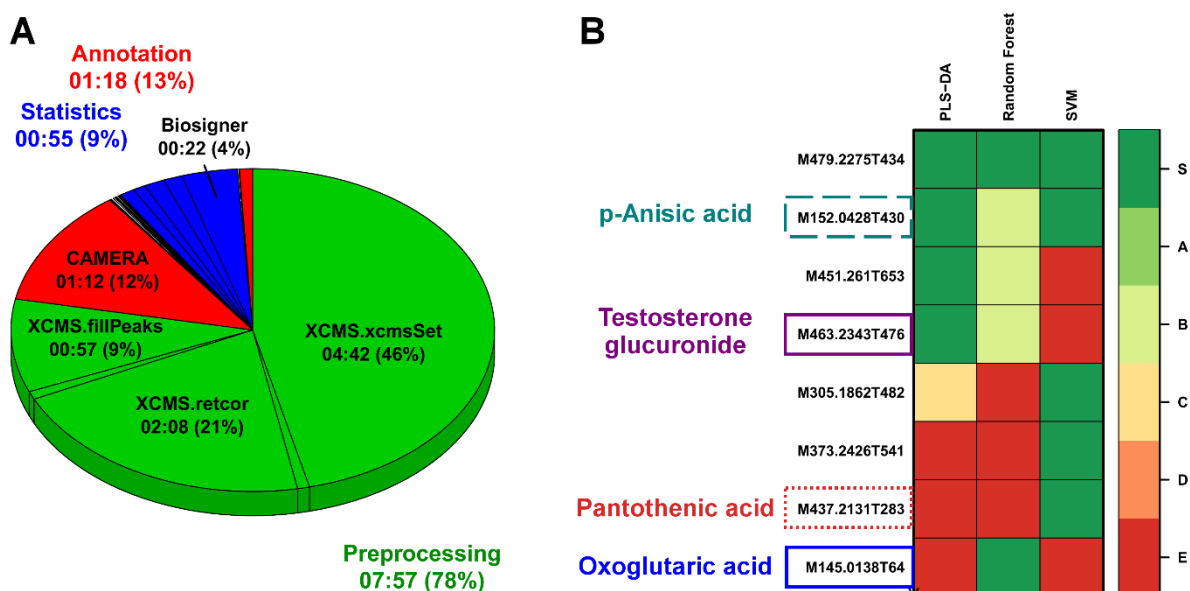 A
Annotation
01:18 (13%)
Statistics
00:55 (9%)
Biosigner
00:22 (4%)
CAMERA
01:12 (12%)
XCMS.fillPeaks
00:57 (9%)
XCMS.xcmsSet
04:42 (46%)
XCMS.retcor
02:08 (21%)
Preprocessing
07:57 (78%)
B
PLS-DA
Random Forest
SVM
M479.2275T434
p-Anisic acid
M152.0428T430
M451.261T653
Testosterone
glucuronide
M463.2343T476
M305.1862T482
M373.2426T541
Pantothenic acid
M437.2131T283
Oxoglutaric acid
M145.0138T64
S
A
B
C
D
E